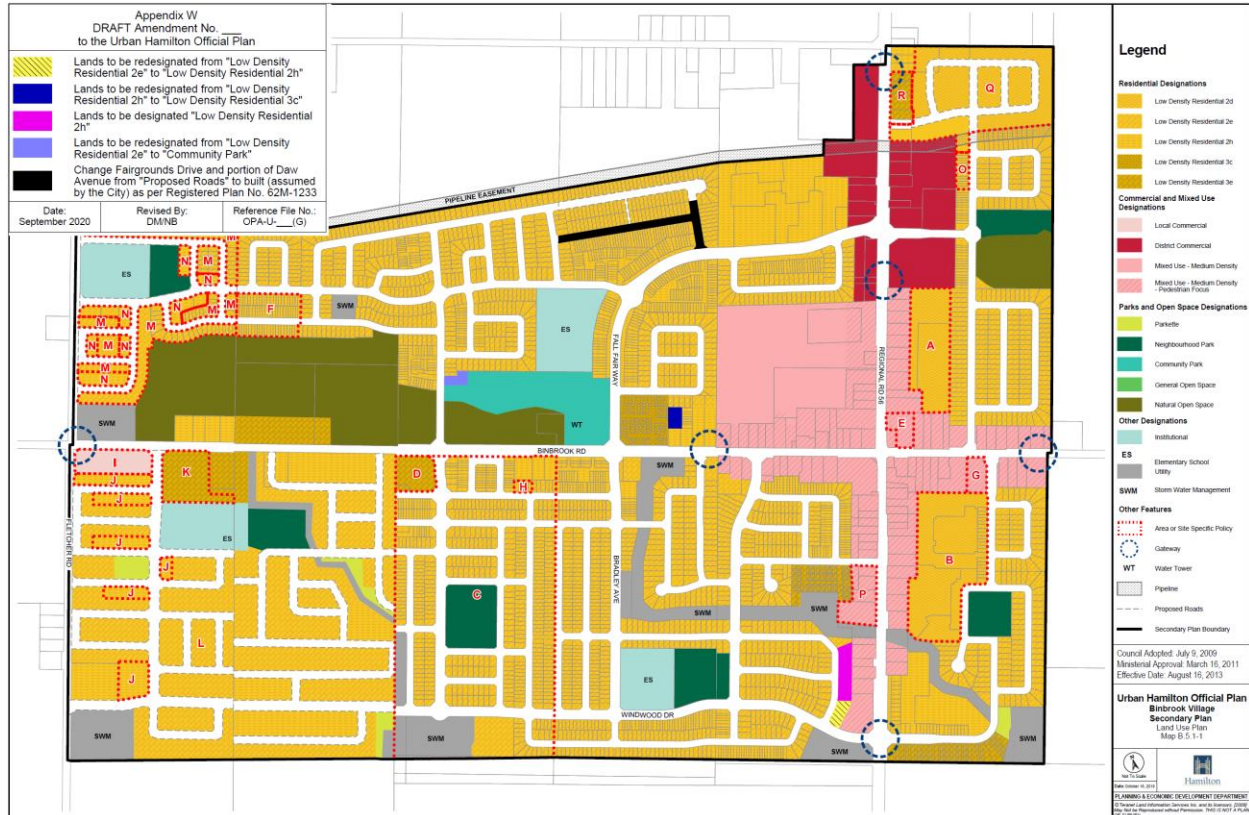 Appendix W
DRAFT Amendment No. ___
to the Urban Hamilton Official Plan
Lands to be redesignated from "Low Density
Residential 2e" to "Low Density Residential 2h"
Lands to be redesignated from "Low Density
Residential 2h" to "Low Density Residential 3c"
Lands to be designated "Low Density Residential
2h"
Lands to be redesignated from "Low Density
Residential 2e" to "Community Park"
Change Fairgrounds Drive and portion of Daw
Avenue from "Proposed Roads" to built (assumed
by the City) as per Registered Plan No. 62M-1233
Date:
September 2020
Revised By:
DM/NB
Reference File No.:
OPA-U-___(G)
PIPELINE EASEMENT
R
Q
O
M
ES
N
M
N
M
N
M
M
F
SWM
M
N
M
N
M
N
M
N
SWM
ES
FALL FAIR WAY
WT
REGIONAL RD 56
A
E
BINBROOK RD
I
J
K
D
H
SWM
SWM
G
J
FLETCHER RD
ES
J
J
J
C
BRADLEY AVE
B
SWM
SWM
P
L
J
ES
WINDWOOD DR
SWM
SWM
SWM
SWM
Legend
Residential Designations
Low Density Residential 2d
Low Density Residential 2e
Low Density Residential 2h
Low Density Residential 3c
Low Density Residential 3e
Commercial and Mixed Use
Designations
Local Commercial
District Commercial
Mixed Use - Medium Density
Mixed Use - Medium Density
- Pedestrian Focus
Parks and Open Space Designations
Parkette
Neighbourhood Park
Community Park
General Open Space
Natural Open Space
Other Designations
Institutional
ES
Elementary School
Utility
SWM
Storm Water Management
Other Features
Area or Site Specific Policy
Gateway
WT
Water Tower
Pipeline
Proposed Roads
Secondary Plan Boundary
Council Adopted: July 9, 2009
Ministerial Approval: March 16, 2011
Effective Date: August 16, 2013
Urban Hamilton Official Plan
Binbrook Village
Secondary Plan
Land Use Plan
Map B.5.1-1
Not To Scale
Hamilton
PLANNING & ECONOMIC DEVELOPMENT DEPARTMENT